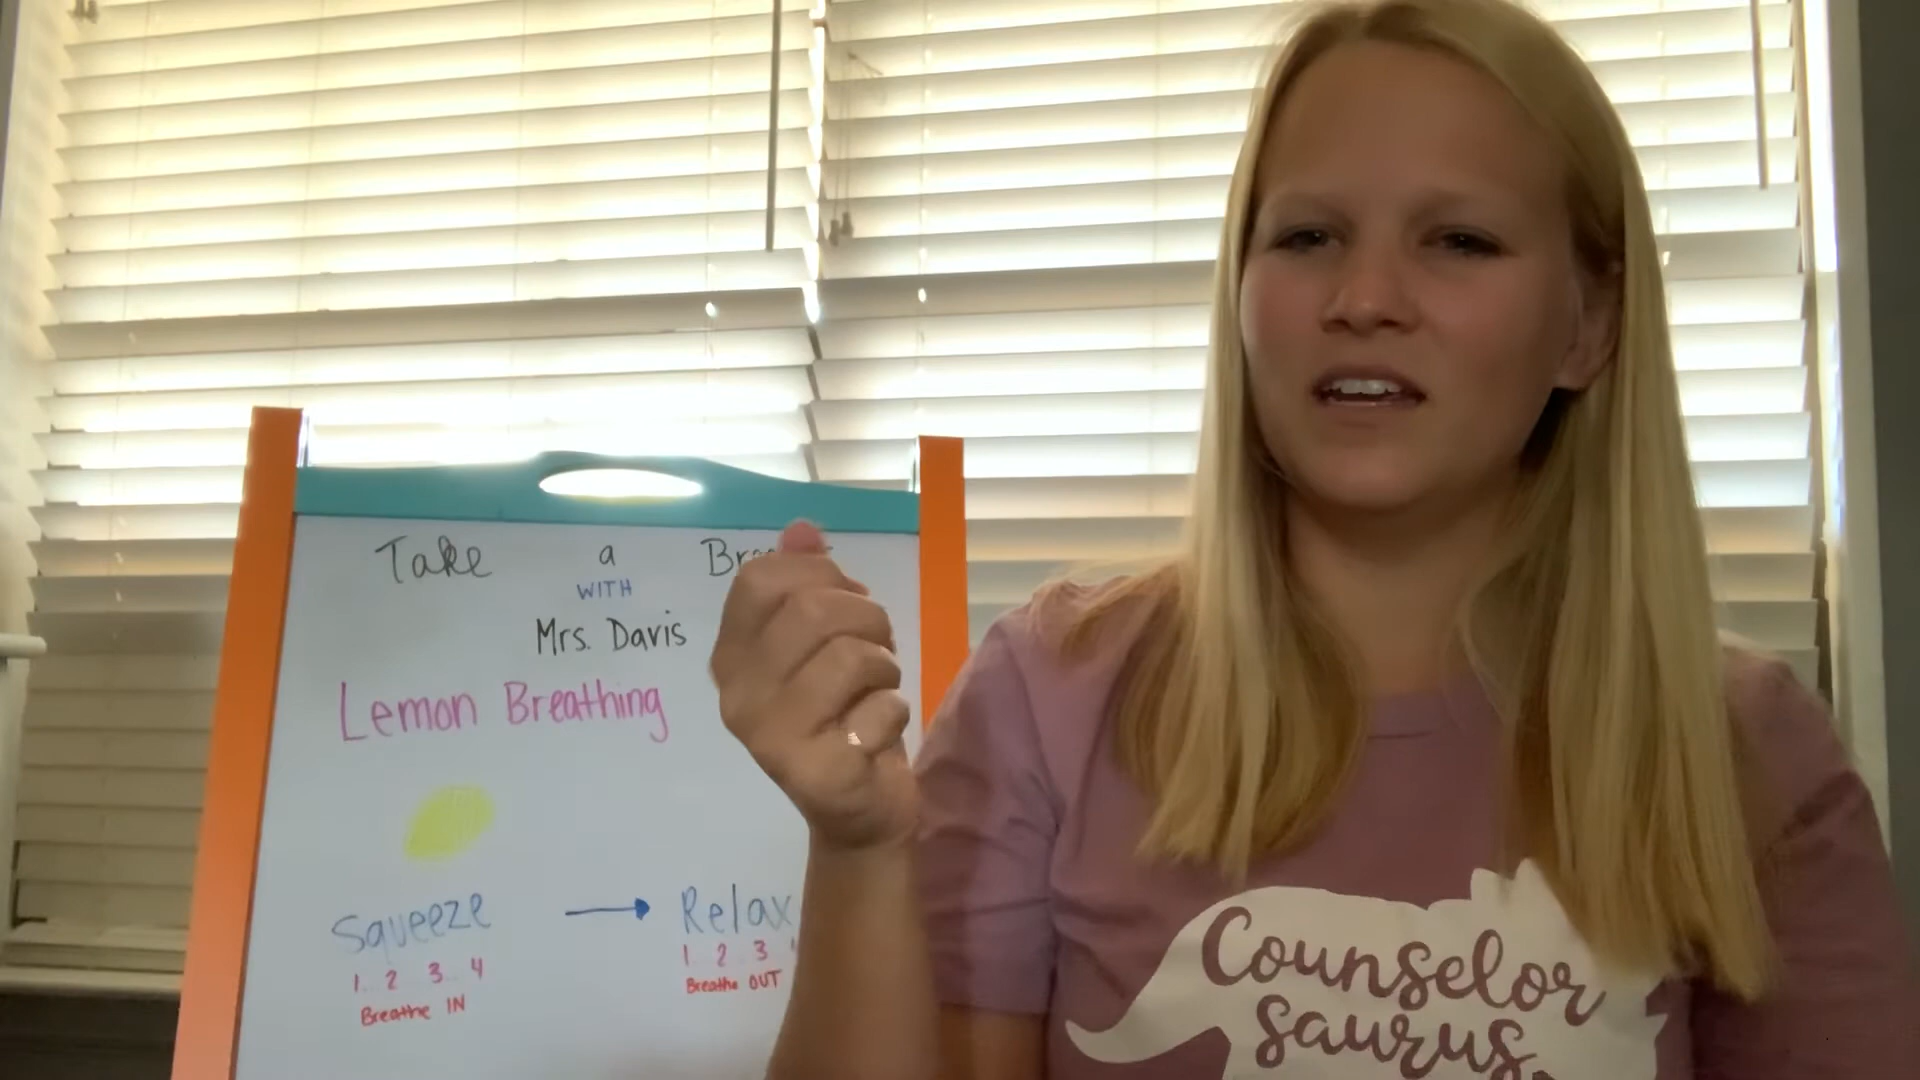 Take a
WITH
Mrs. Davis
Lemon Breathing
Squeeze → Relax
1.. 2 .. 3.. 4
1 2 3
Breathe IN
Breathe OUT
Counselor
saurus